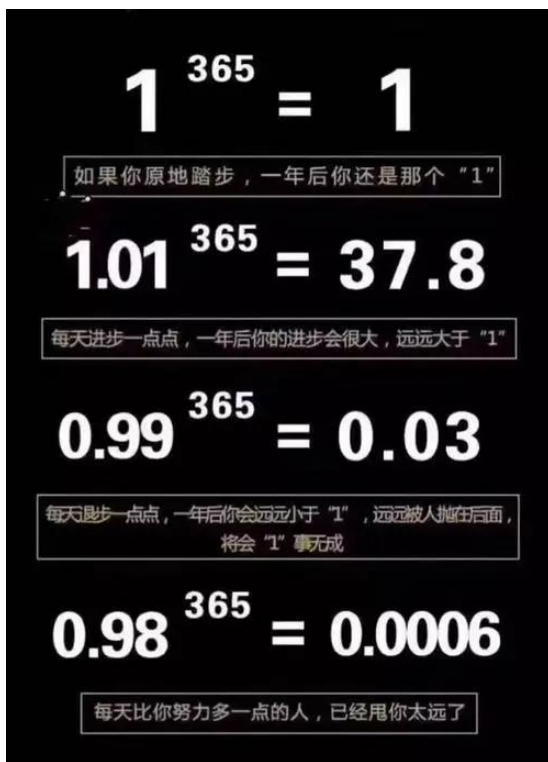 1^365 = 1
如果你原地踏步，一年后你还是那个“1”
1.01^365 = 37.8
每天进步一点点，一年后你的进步会很大，远远大于“1”
0.99^365 = 0.03
每天退步一点点，一年后你会远远小于“1”，远远被人抛在后面，
将会“1”事无成
0.98^365 = 0.0006
每天比你努力多一点的人，已经甩你太远了